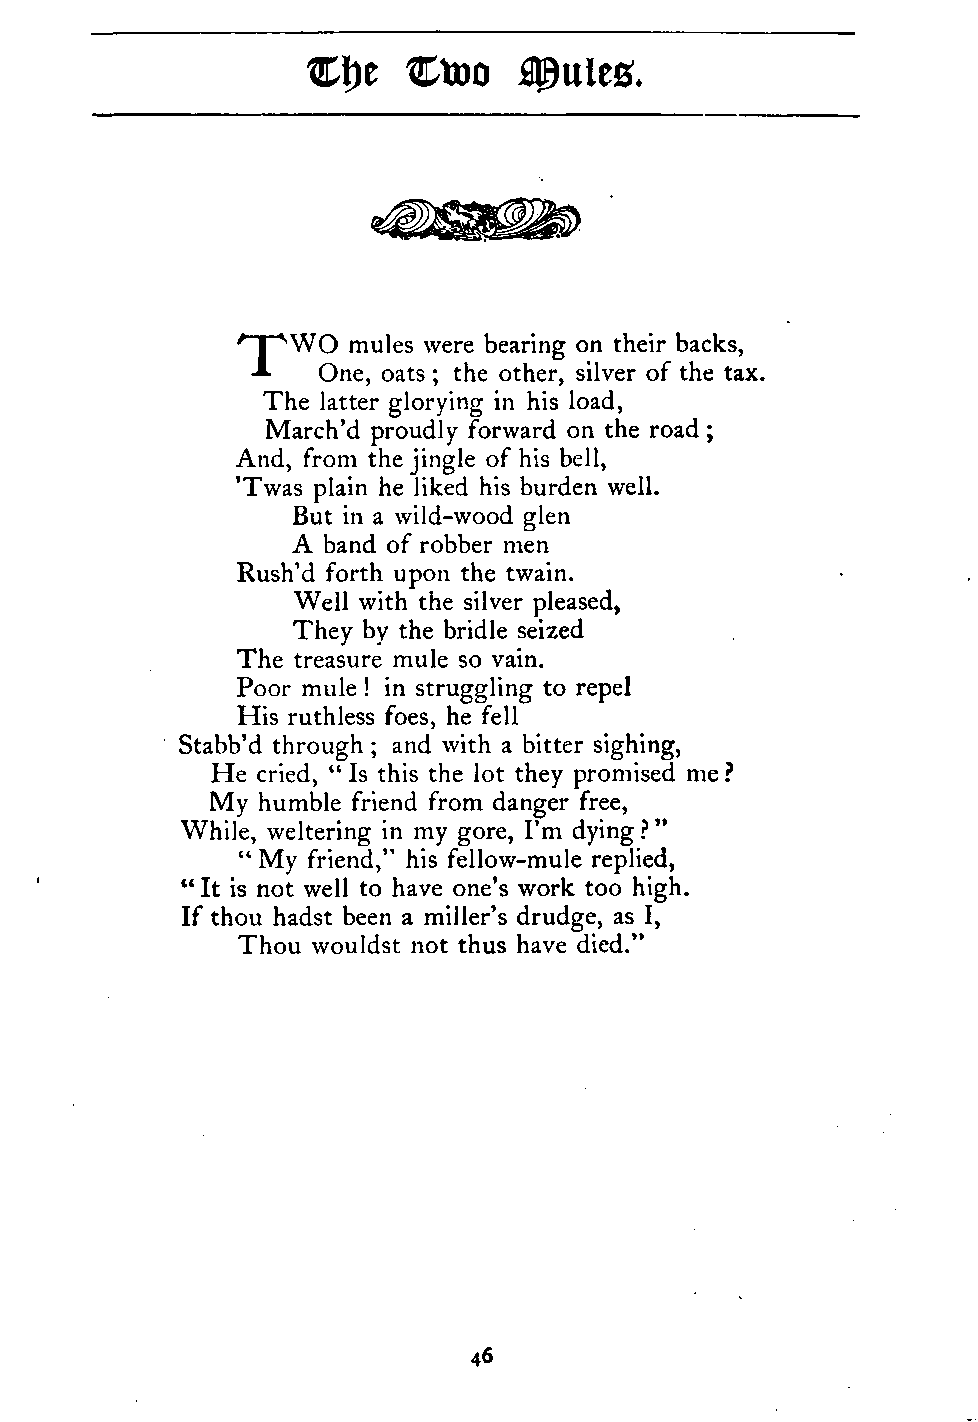 The Two Mules.
TWO mules were bearing on their backs,
One, oats ; the other, silver of the tax.
The latter glorying in his load,
March'd proudly forward on the road ;
And, from the jingle of his bell,
'Twas plain he liked his burden well.
But in a wild-wood glen
A band of robber men
Rush'd forth upon the twain.
Well with the silver pleased,
They by the bridle seized
The treasure mule so vain.
Poor mule ! in struggling to repel
His ruthless foes, he fell
Stabb'd through ; and with a bitter sighing,
He cried, “ Is this the lot they promised me ?
My humble friend from danger free,
While, weltering in my gore, I'm dying ? ”
“ My friend,” his fellow-mule replied,
“ It is not well to have one's work too high.
If thou hadst been a miller's drudge, as I,
Thou wouldst not thus have died.”
46